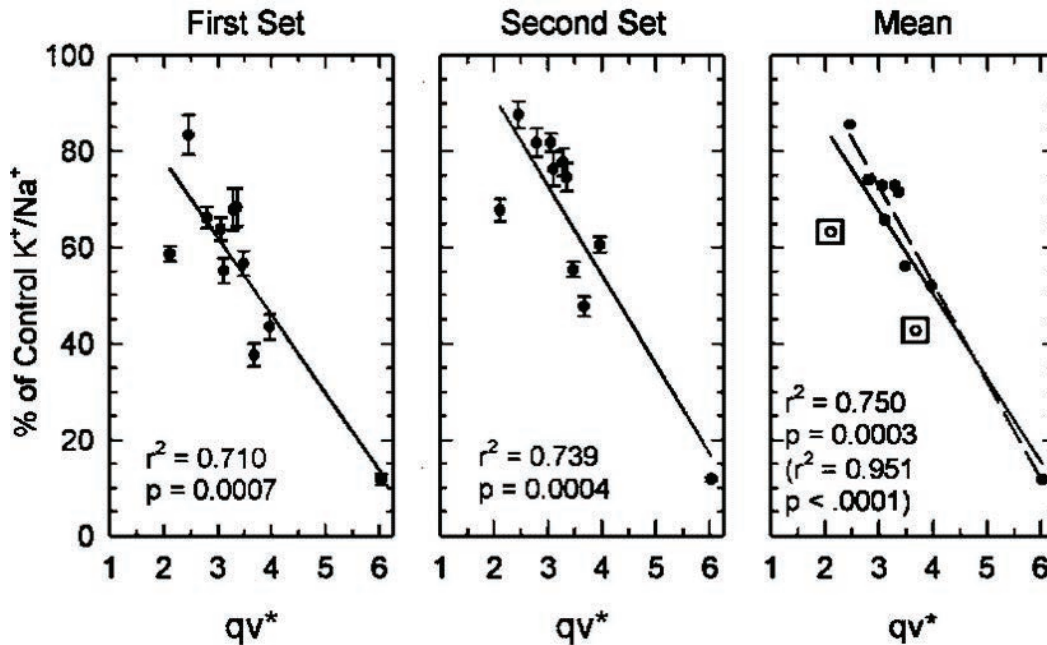 First Set
Second Set
Mean
% of Control K⁺/Na⁺
100
80
60
40
20
0
r² = 0.710
p = 0.0007
r² = 0.739
p = 0.0004
r² = 0.750
p = 0.0003
(r² = 0.951
p < .0001)
1 2 3 4 5 6
1 2 3 4 5 6
1 2 3 4 5 6
qv*
qv*
qv*